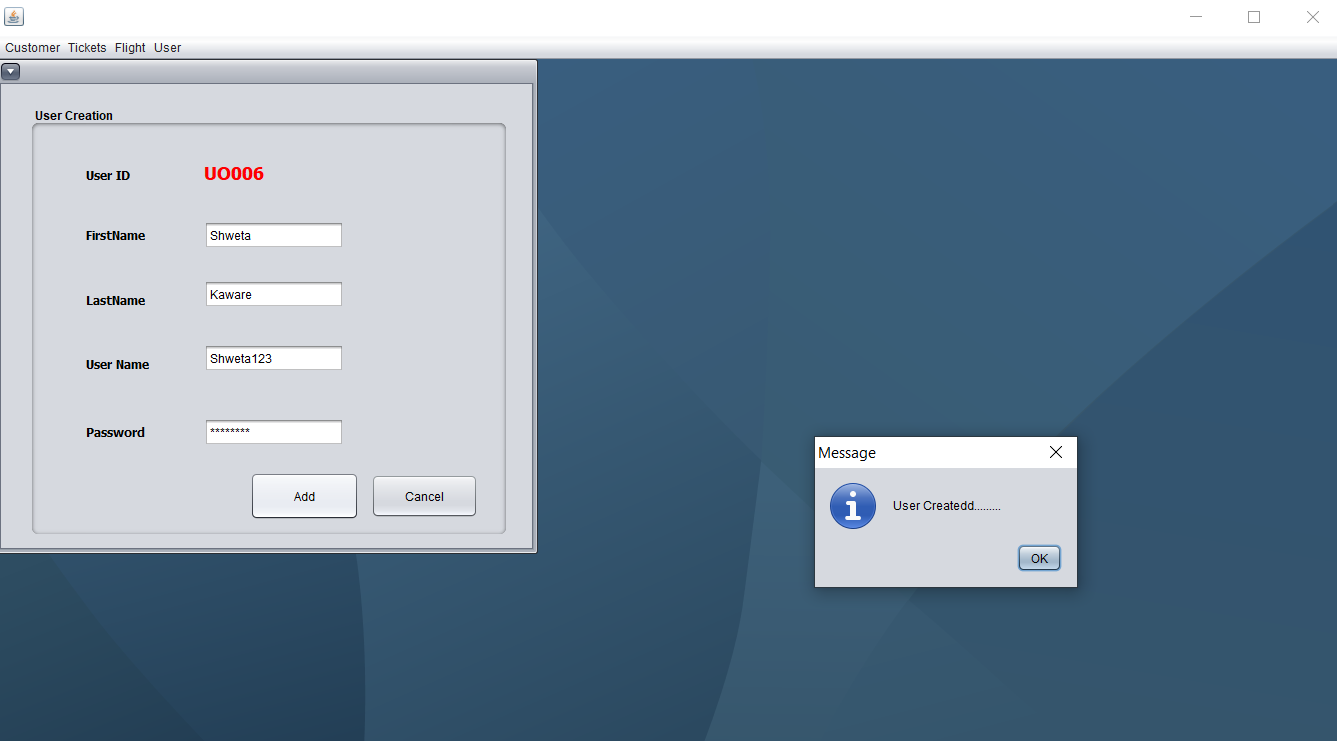 Customer Tickets Flight User
User Creation
User ID UO006
FirstName Shweta
LastName Kaware
User Name Shweta123
Password ********
Add Cancel
Message
User Createdd.........
OK